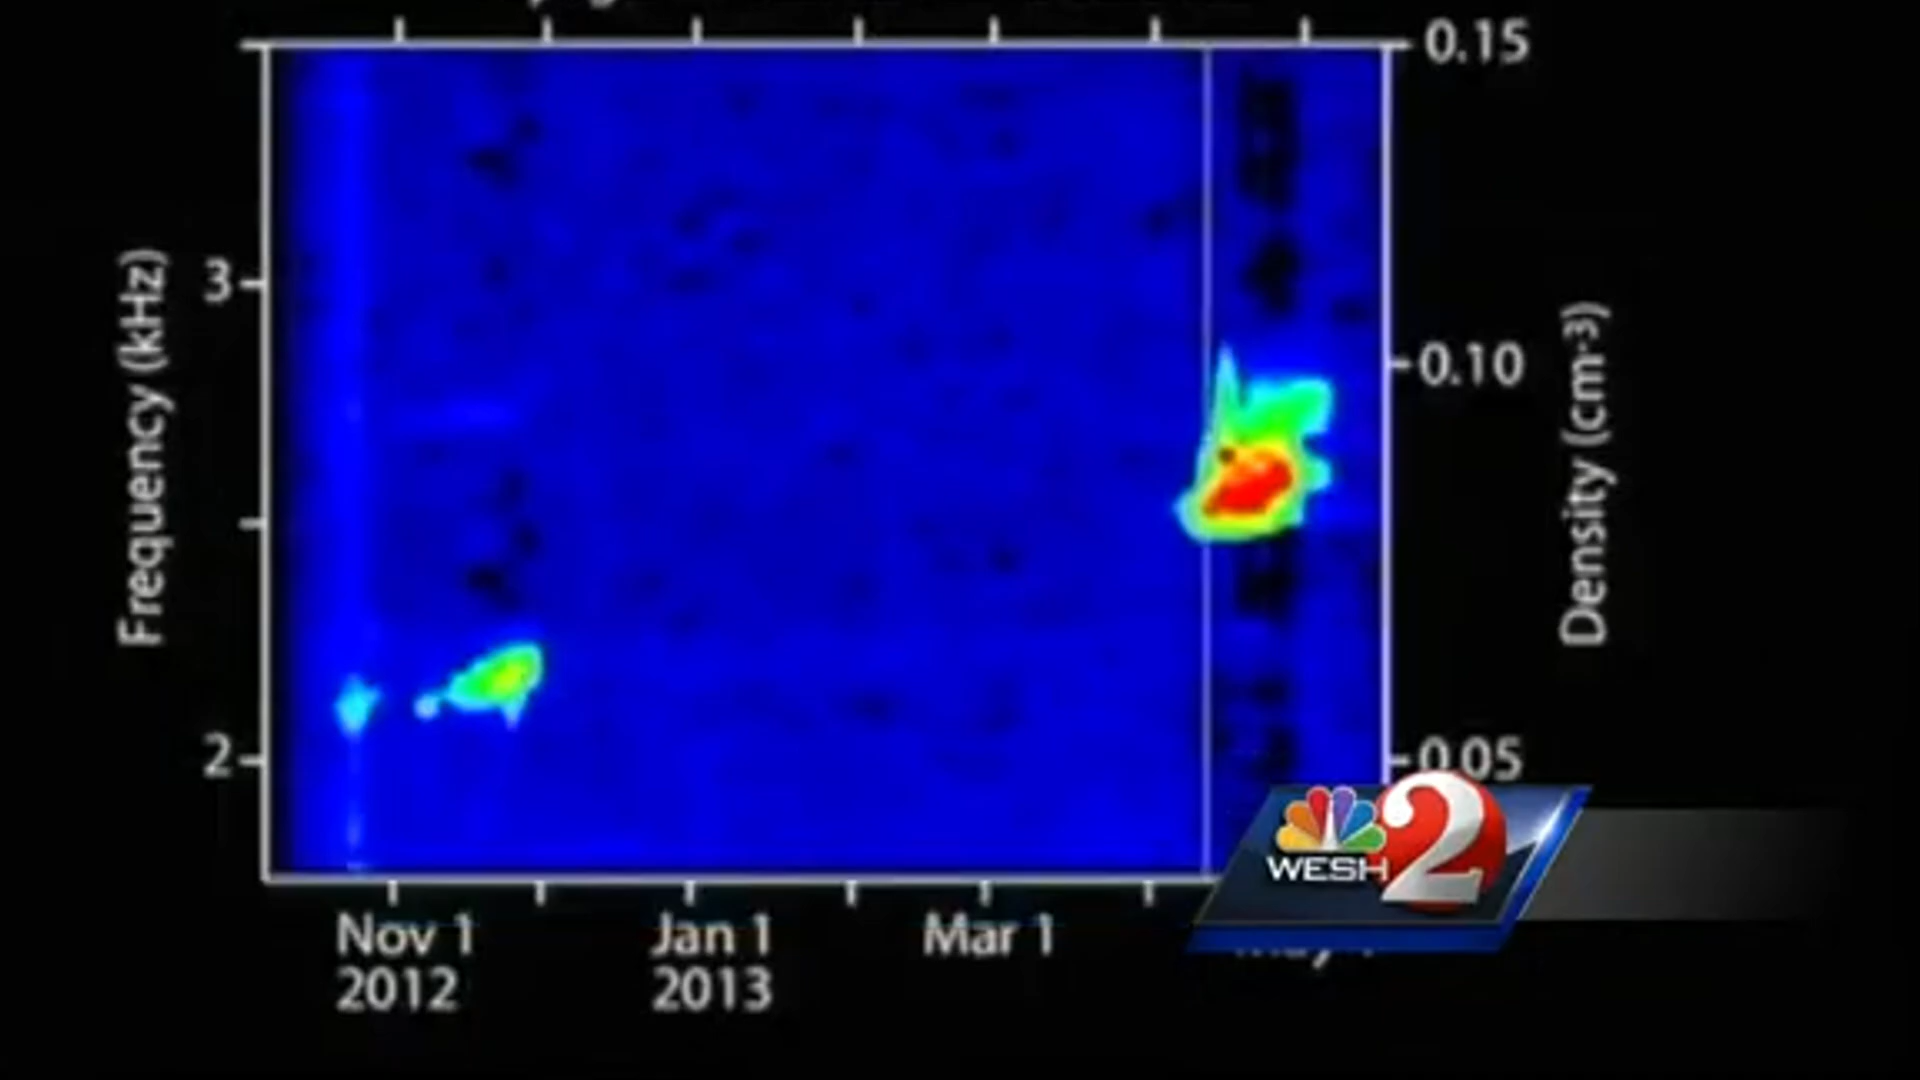 0.15
Frequency (kHz)
3
2
0.10
0.05
Density (cm-3)
Nov 1
2012
Jan 1
2013
Mar 1
WESH 2